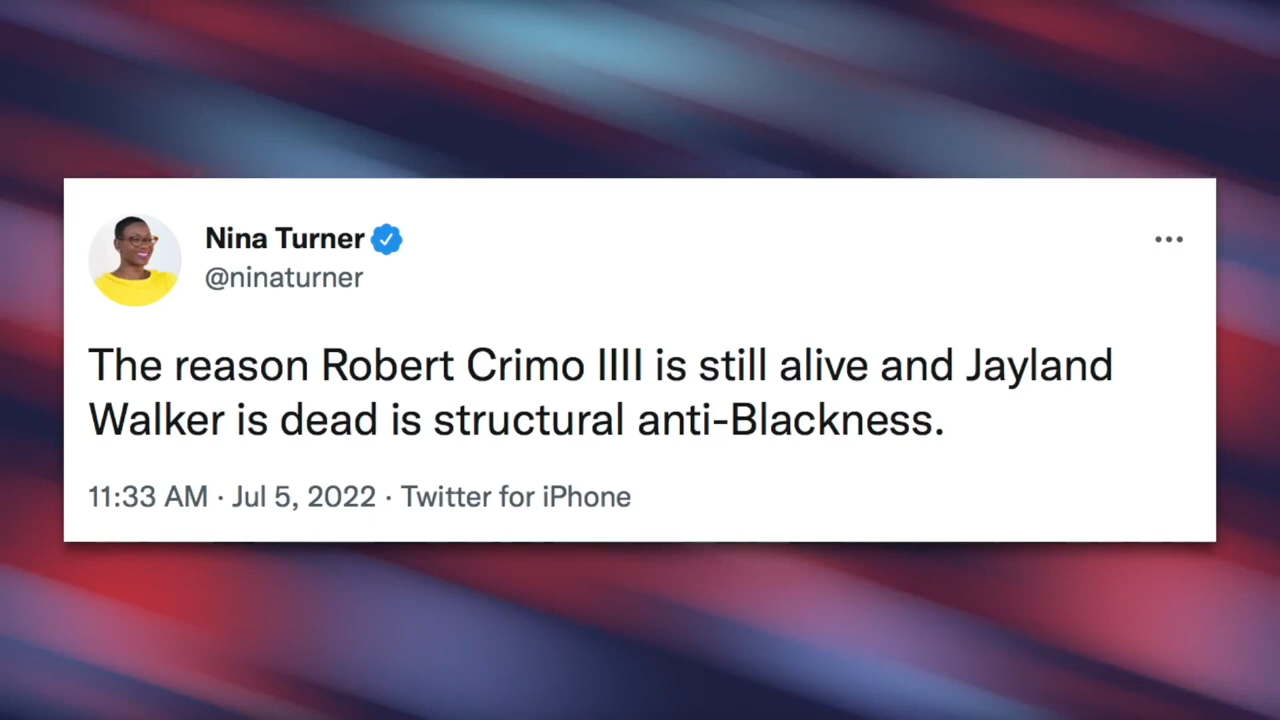 Nina Turner
@ninaturner
The reason Robert Crimo IIII is still alive and Jayland
Walker is dead is structural anti-Blackness.
11:33 AM · Jul 5, 2022 · Twitter for iPhone